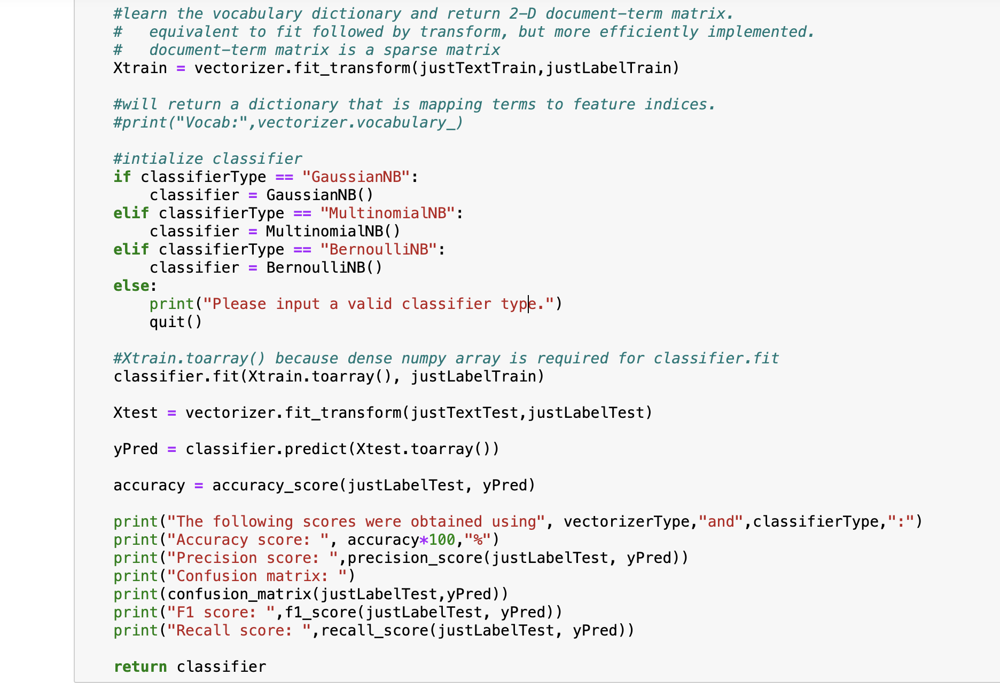 #learn the vocabulary dictionary and return 2-D document-term matrix.
#   equivalent to fit followed by transform, but more efficiently implemented.
#   document-term matrix is a sparse matrix
Xtrain = vectorizer.fit_transform(justTextTrain,justLabelTrain)

#will return a dictionary that is mapping terms to feature indices.
#print("Vocab:",vectorizer.vocabulary_)

#intialize classifier
if classifierType == "GaussianNB":
    classifier = GaussianNB()
elif classifierType == "MultinomialNB":
    classifier = MultinomialNB()
elif classifierType == "BernoulliNB":
    classifier = BernoulliNB()
else:
    print("Please input a valid classifier type.")
    quit()

#Xtrain.toarray() because dense numpy array is required for classifier.fit
classifier.fit(Xtrain.toarray(), justLabelTrain)

Xtest = vectorizer.fit_transform(justTextTest,justLabelTest)

yPred = classifier.predict(Xtest.toarray())

accuracy = accuracy_score(justLabelTest, yPred)

print("The following scores were obtained using", vectorizerType,"and",classifierType,":")
print("Accuracy score: ", accuracy*100,"%")
print("Precision score: ",precision_score(justLabelTest, yPred))
print("Confusion matrix: ")
print(confusion_matrix(justLabelTest,yPred))
print("F1 score: ",f1_score(justLabelTest, yPred))
print("Recall score: ",recall_score(justLabelTest, yPred))

return classifier